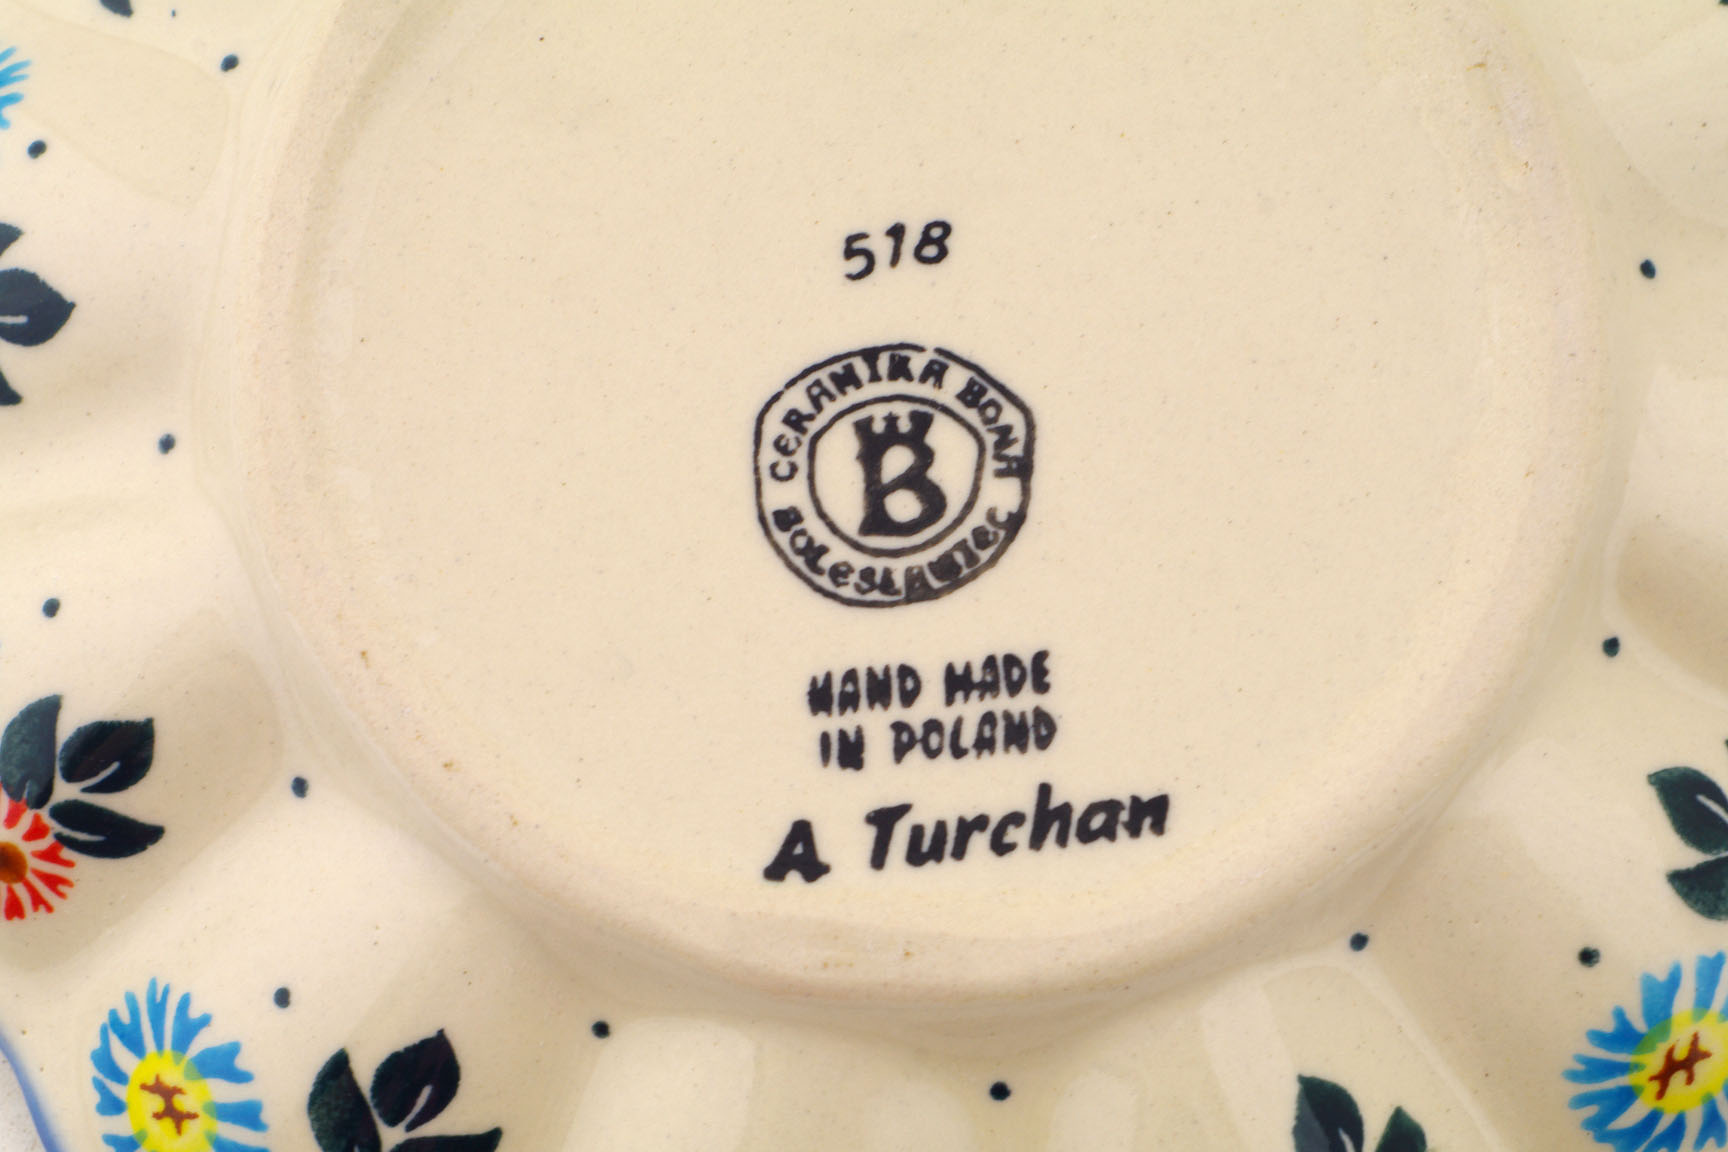 518
CERAMIKA BONA
B
BOLESŁAWIEC
HAND MADE
IN POLAND
A Turchan